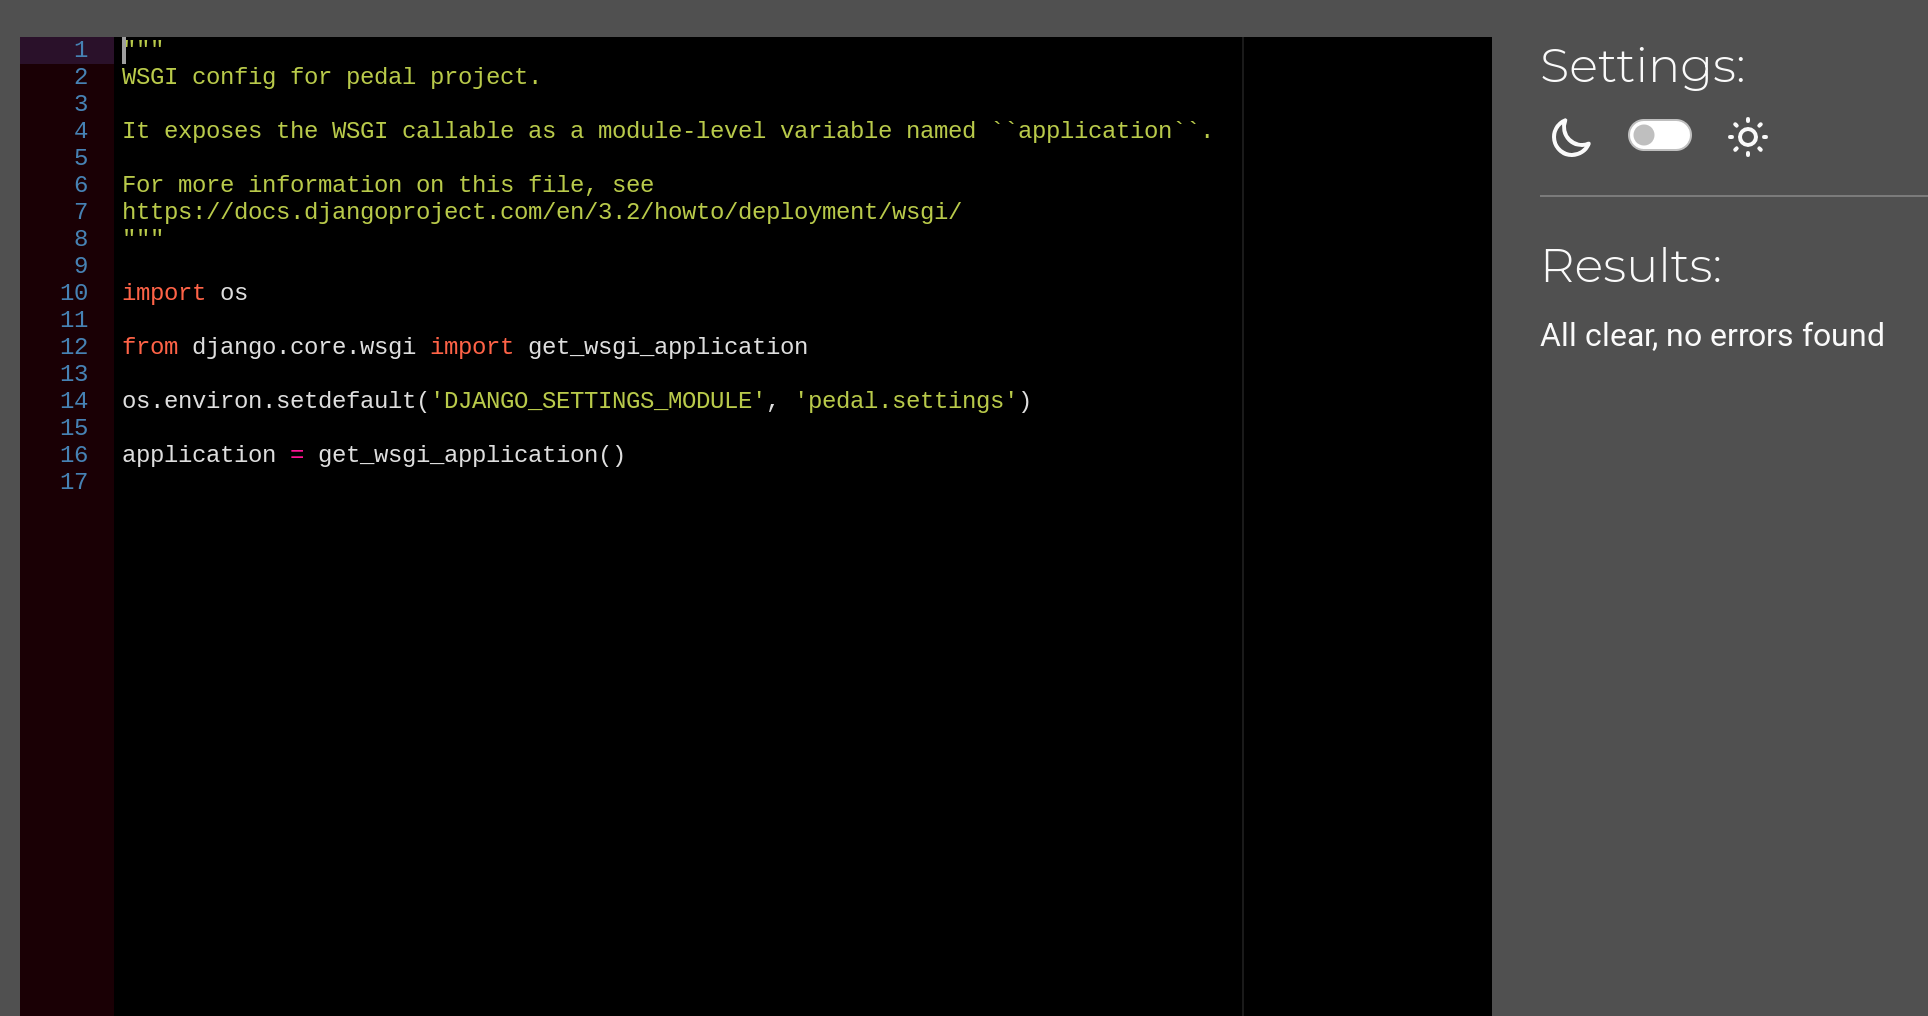 1 """
2 WSGI config for pedal project.
3
4 It exposes the WSGI callable as a module-level variable named ``application``.
5
6 For more information on this file, see
7 https://docs.djangoproject.com/en/3.2/howto/deployment/wsgi/
8 """
9
10 import os
11
12 from django.core.wsgi import get_wsgi_application
13
14 os.environ.setdefault('DJANGO_SETTINGS_MODULE', 'pedal.settings')
15
16 application = get_wsgi_application()
17
Settings:
Results:
All clear, no errors found